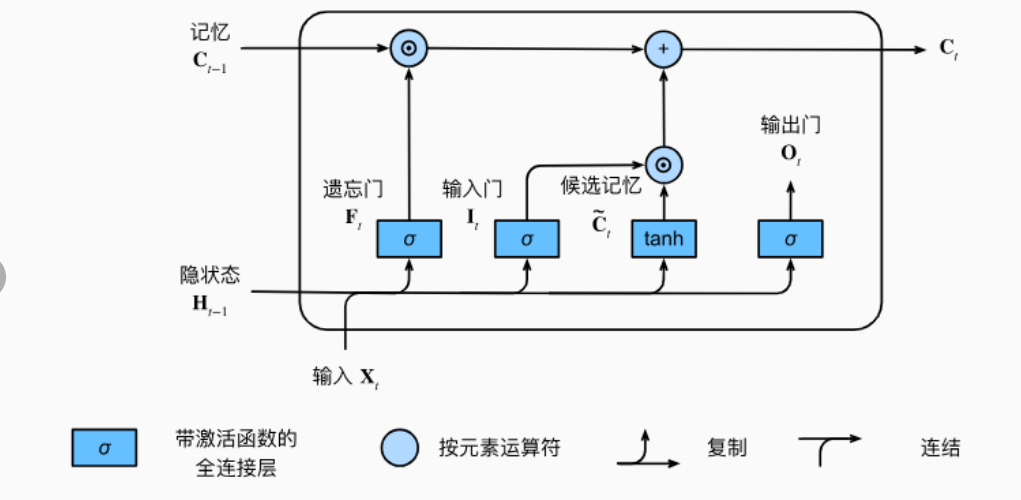 记忆
C_{t−1}
⊙
+
C_t
输出门
O_t
⊙
遗忘门
F_t
输入门
I_t
候选记忆
C̃_t
σ
σ
tanh
σ
隐状态
H_{t−1}
输入 X_t
σ
带激活函数的
全连接层
按元素运算符
复制
连结